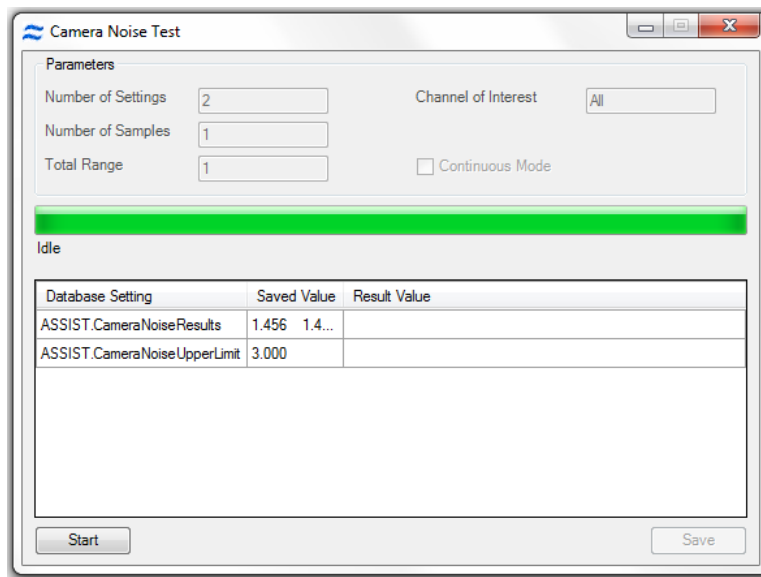 Camera Noise Test
Parameters
Number of Settings 2 Channel of Interest All
Number of Samples 1
Total Range 1 Continuous Mode
Idle
Database Setting Saved Value Result Value
ASSIST.CameraNoiseResults 1.456 1.4...
ASSIST.CameraNoiseUpperLimit 3.000
Start Save